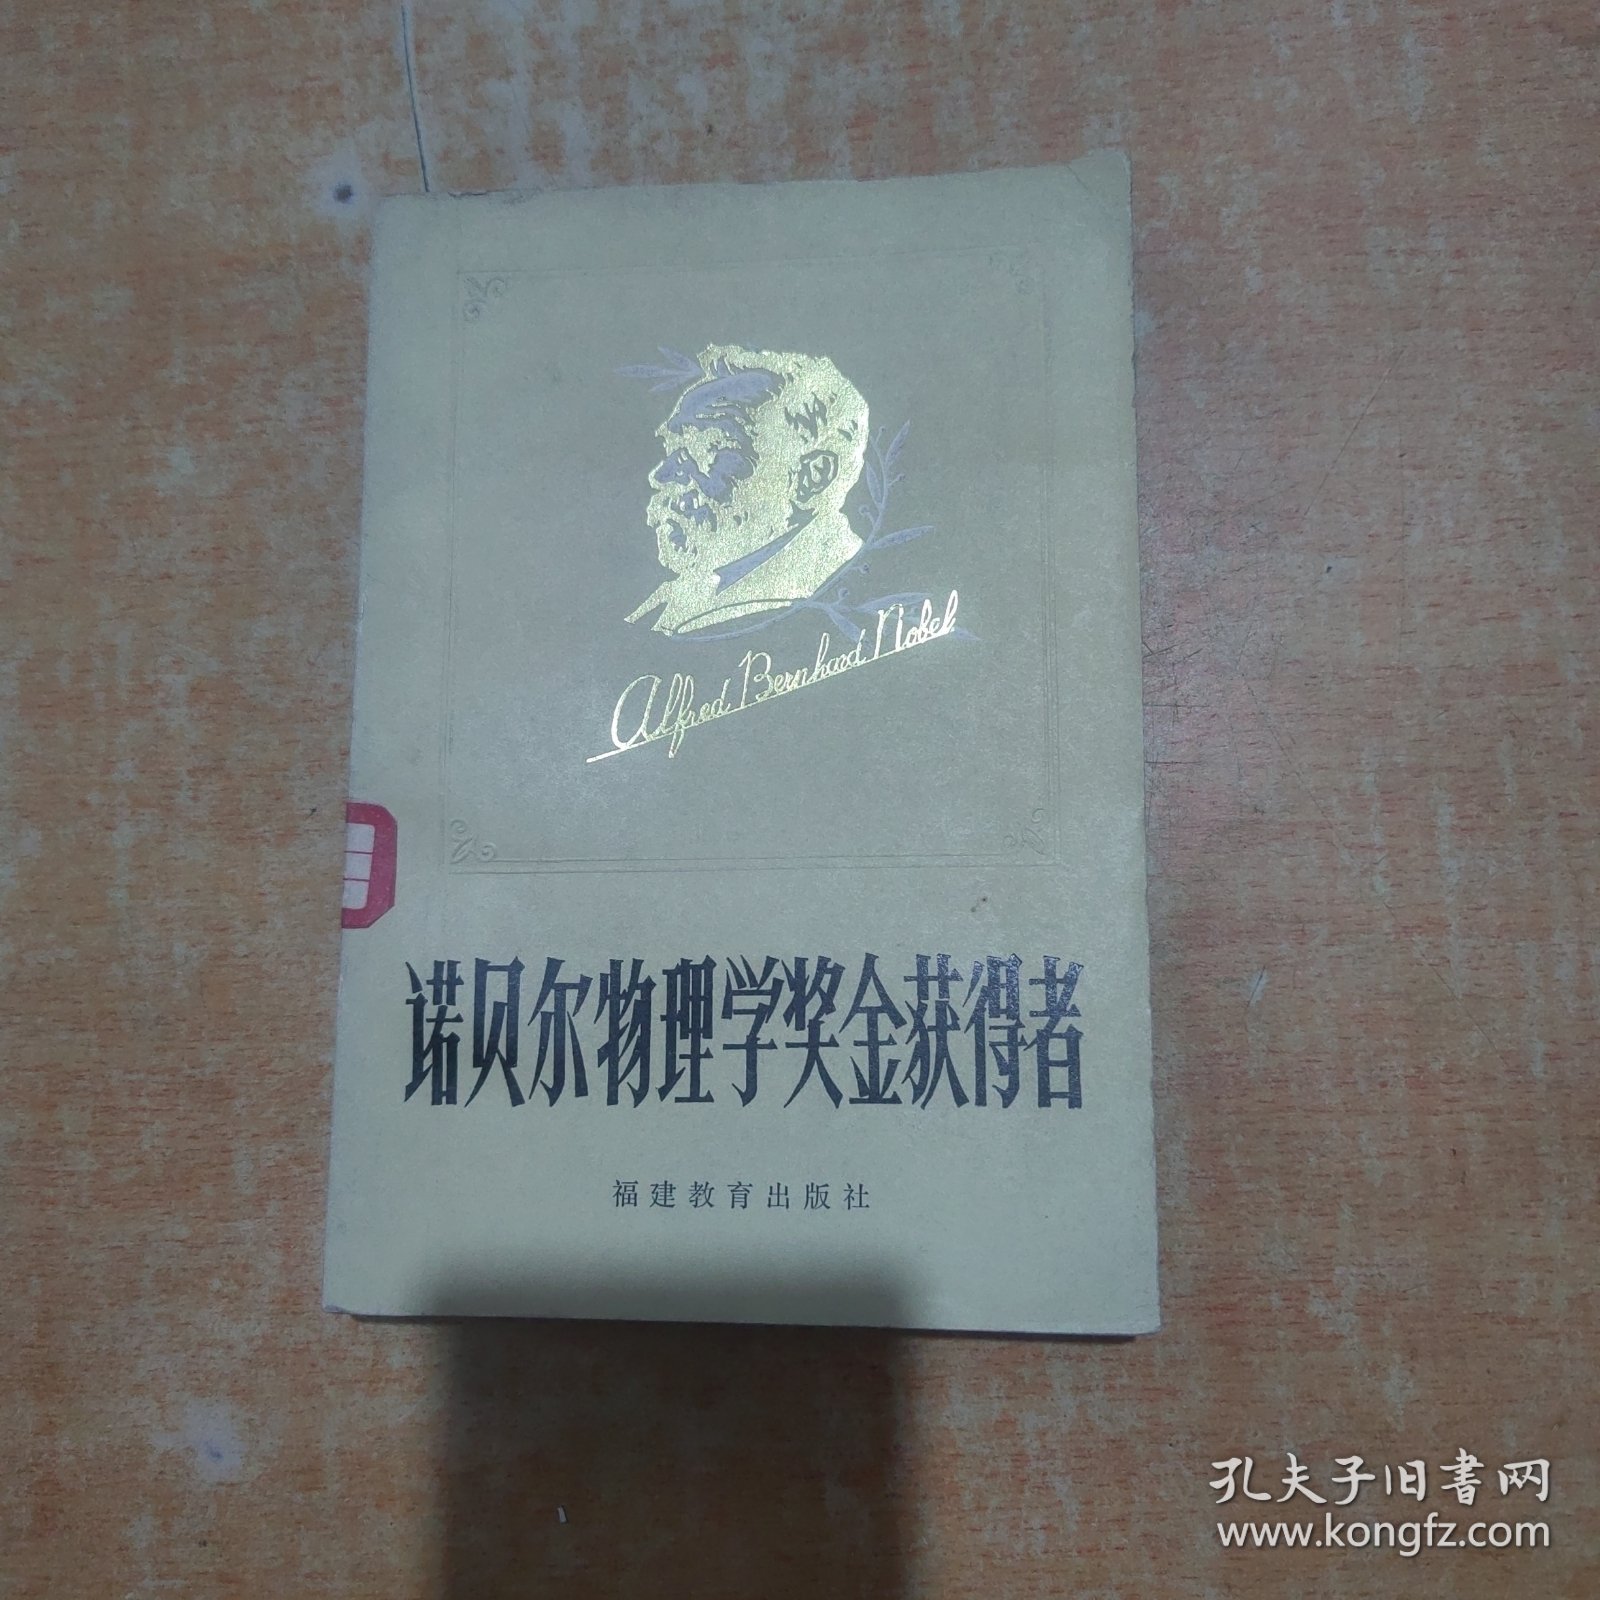 Alfred Bernhard Nobel
诺贝尔物理学奖金获得者
福建教育出版社
孔夫子旧书网
www.kongfz.com